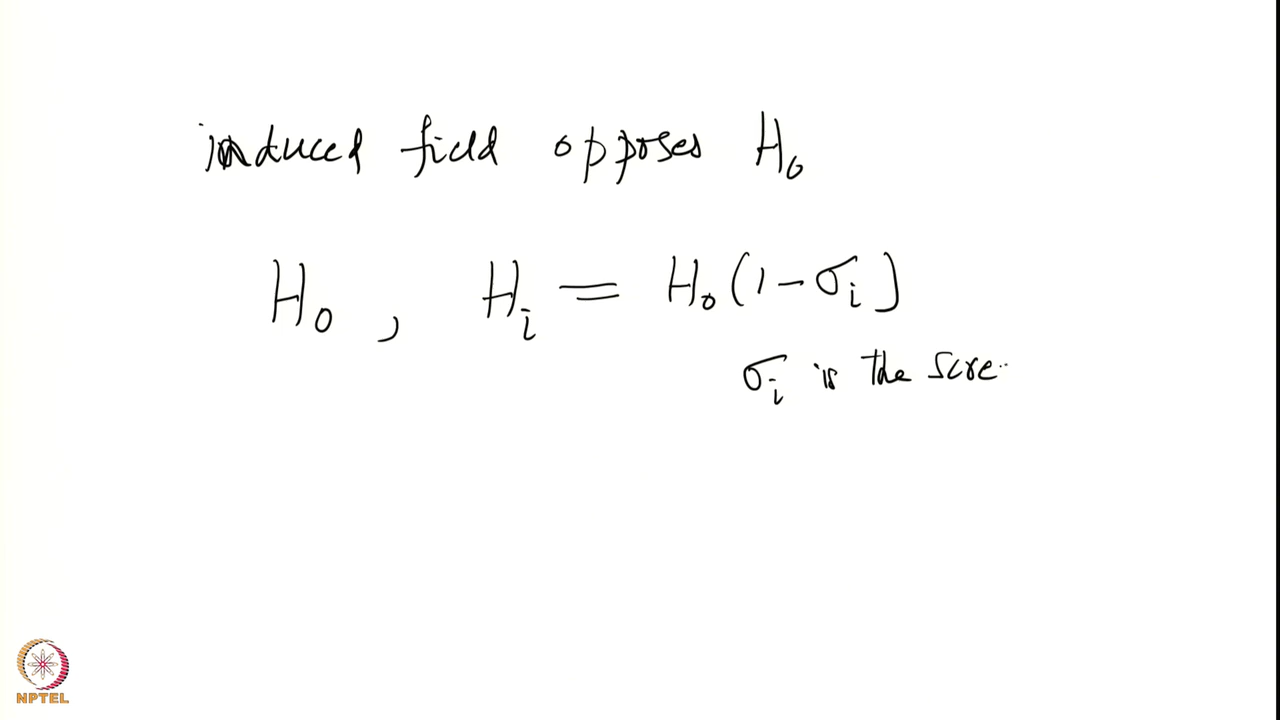 induced field opposes H₀
H₀ , Hᵢ = H₀ (1 - σᵢ)
σᵢ is the scre
NPTEL